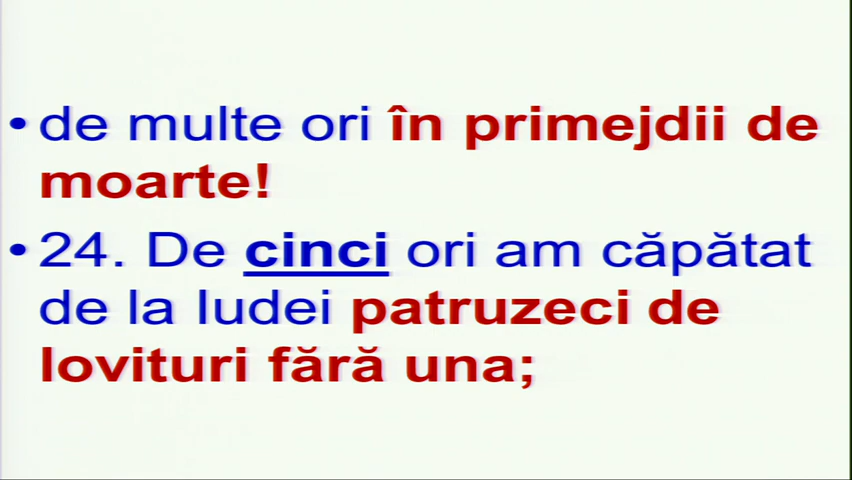 • de multe ori în primejdii de
moarte!
• 24. De cinci ori am căpătat
de la Iudei patruzeci de
lovituri fără una;